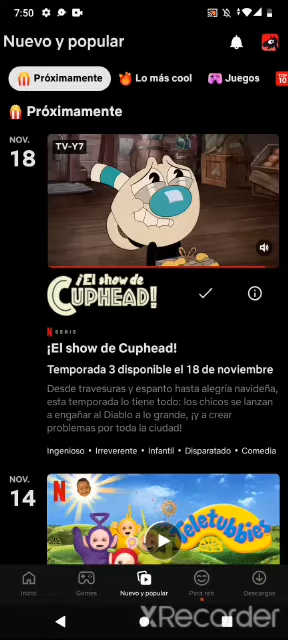 7:50
Nuevo y popular
Próximamente
Lo más cool
Juegos
TOP 10
Próximamente
NOV.
18
TV-Y7
¡El show de
CUPHEAD!
N SERIE
¡El show de Cuphead!
Temporada 3 disponible el 18 de noviembre
Desde travesuras y espanto hasta alegría navideña,
esta temporada lo tiene todo: los chicos se lanzan
a engañar al Diablo a lo grande, ¡y a crear
problemas por toda la ciudad!
Ingenioso • Irreverente • Infantil • Disparatado • Comedia
NOV.
14
N
Teletubbies
Inicio
Games
Nuevo y popular
Para reír
Descargas
XRecorder